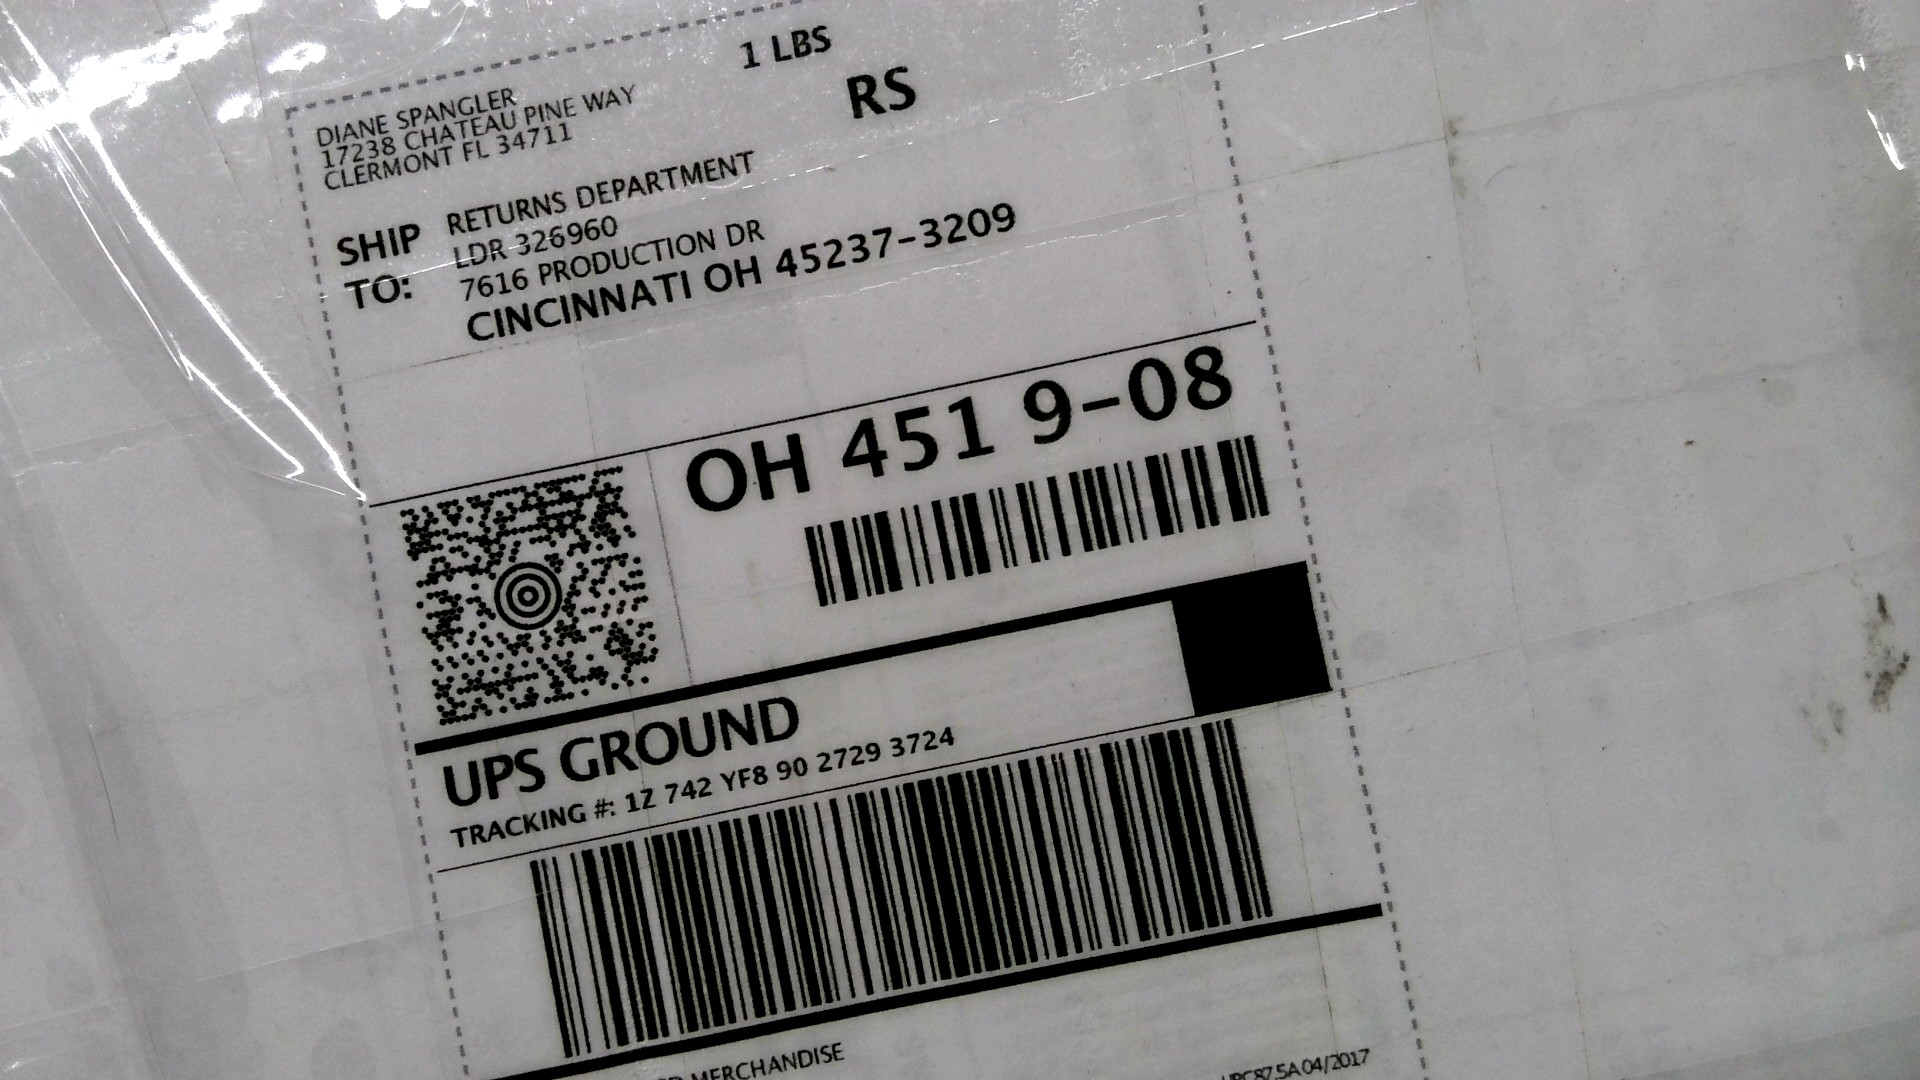 1 LBS
RS
DIANE SPANGLER
17238 CHATEAU PINE WAY
CLERMONT FL 34711
SHIP TO:
RETURNS DEPARTMENT
LDR 326960
7616 PRODUCTION DR
CINCINNATI OH 45237-3209
OH 451 9-08
UPS GROUND
TRACKING #: 1Z 742 YF8 90 2729 3724
MERCHANDISE
04/2017